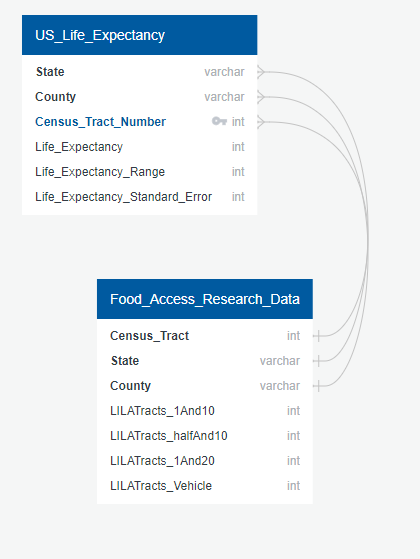 US_Life_Expectancy
State varchar
County varchar
Census_Tract_Number int
Life_Expectancy int
Life_Expectancy_Range int
Life_Expectancy_Standard_Error int
Food_Access_Research_Data
Census_Tract int
State varchar
County varchar
LILATracts_1And10 int
LILATracts_halfAnd10 int
LILATracts_1And20 int
LILATracts_Vehicle int